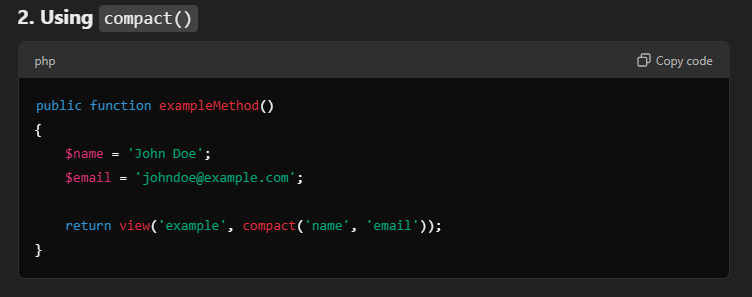 2. Using compact()
php Copy code
public function exampleMethod()
{
    $name = 'John Doe';
    $email = 'johndoe@example.com';

    return view('example', compact('name', 'email'));
}